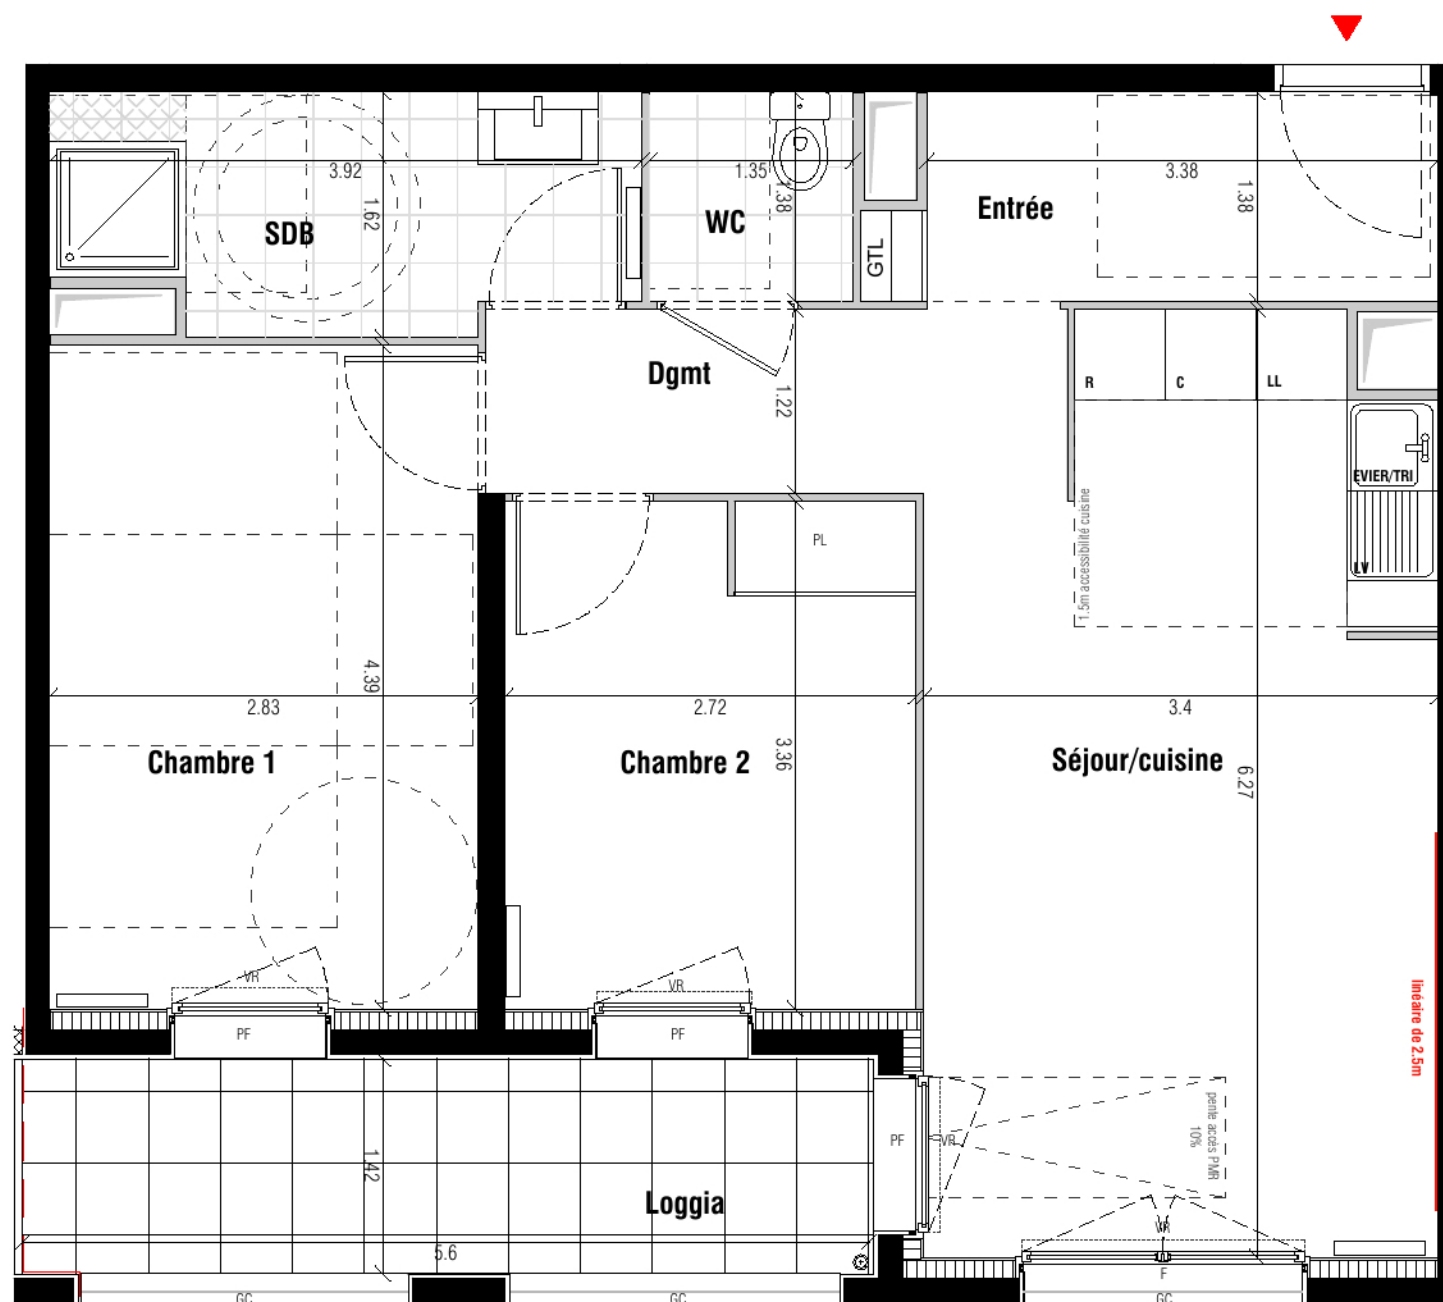 3.92
1.35
3.38
1.62
1.38
1.38
SDB
WC
Entrée
GTL
Dgmt
1.22
R
C
LL
EVIER/TRI
LV
1.5m accessibilité cuisine
PL
4.39
2.83
2.72
3.4
3.36
6.27
Chambre 1
Chambre 2
Séjour/cuisine
VR
VR
PF
PF
linéaire de 2.5m
pente accès PMR
10%
PF
VR
1.42
Loggia
5.6
VR
F
GC
GC
GC